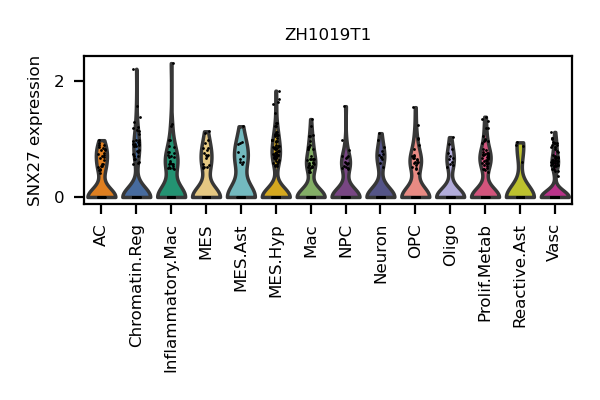 ZH1019T1
SNX27 expression
2
0
AC
Chromatin.Reg
Inflammatory.Mac
MES
MES.Ast
MES.Hyp
Mac
NPC
Neuron
OPC
Oligo
Prolif.Metab
Reactive.Ast
Vasc